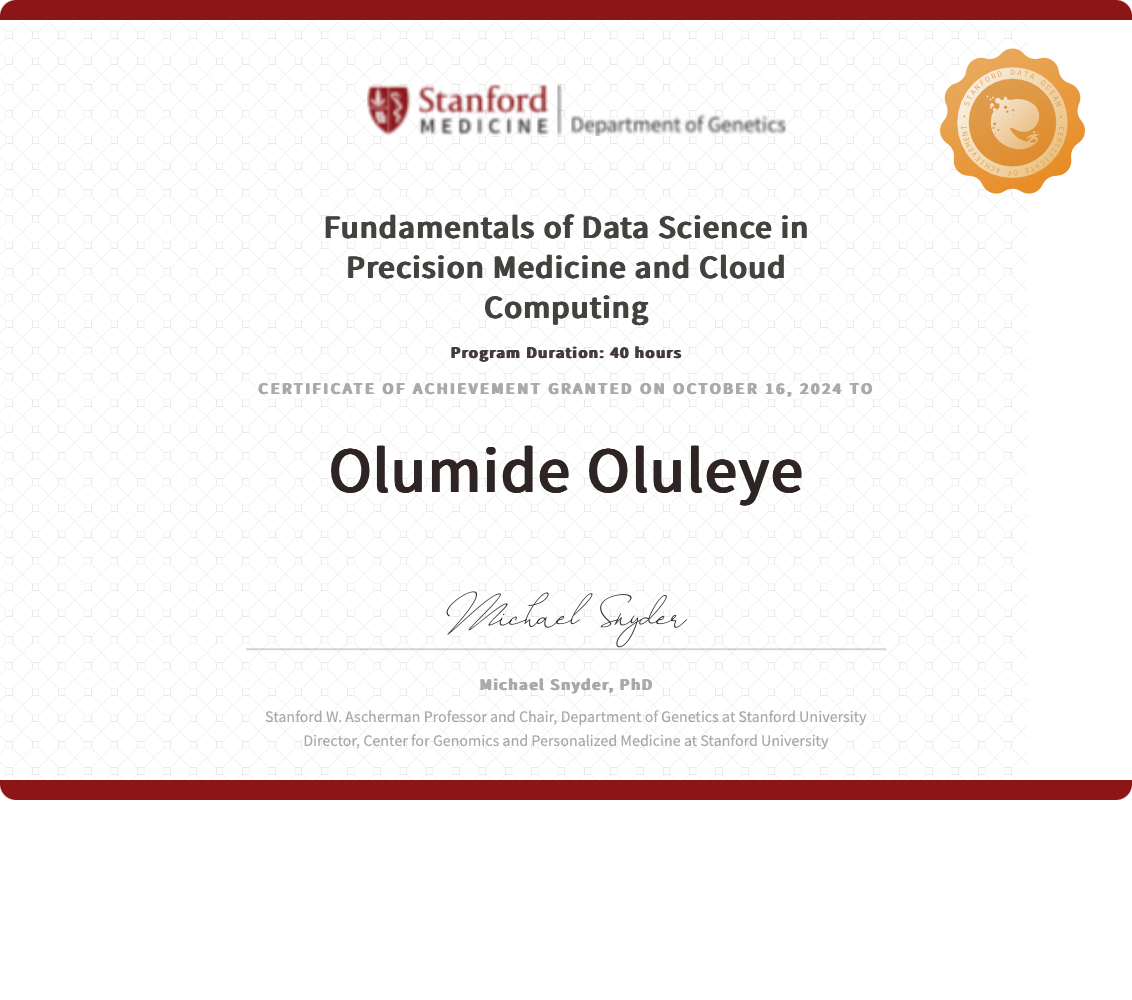 Stanford
MEDICINE
Department of Genetics
STANFORD DATA OCEAN • CERTIFICATE OF ACHIEVEMENT •
Fundamentals of Data Science in
Precision Medicine and Cloud
Computing
Program Duration: 40 hours
CERTIFICATE OF ACHIEVEMENT GRANTED ON OCTOBER 16, 2024 TO
Olumide Oluleye
Michael Snyder
Michael Snyder, PhD
Stanford W. Ascherman Professor and Chair, Department of Genetics at Stanford University
Director, Center for Genomics and Personalized Medicine at Stanford University